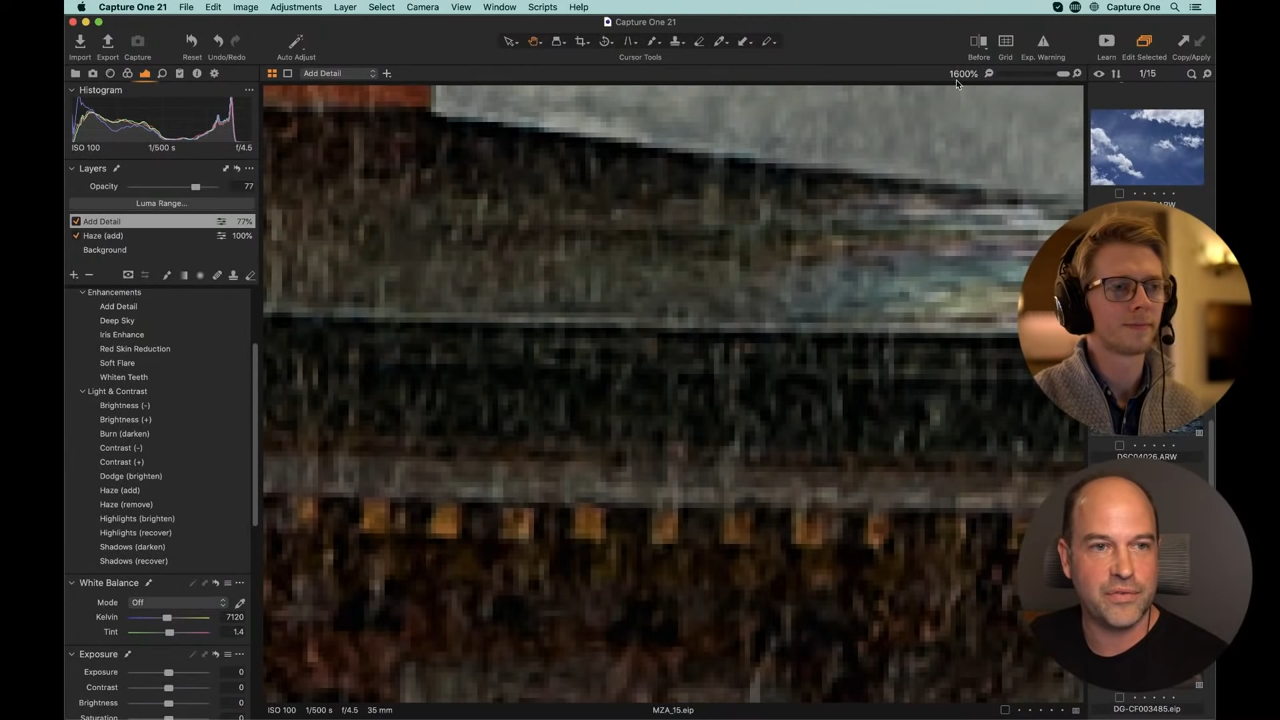 Capture One 21 File Edit Image Adjustments Layer Select Camera View Window Scripts Help Capture One
Capture One 21
Import Export Capture Reset Undo/Redo Auto Adjust Cursor Tools Before Grid Exp. Warning Learn Edit Selected Copy/Apply
Add Detail 1600% 1/15
Histogram
ISO 100 1/500 s f/4.5
Layers
Opacity 77
Luma Range...
Add Detail 77%
Haze (add) 100%
Background
Enhancements
Add Detail
Deep Sky
Iris Enhance
Red Skin Reduction
Soft Flare
Whiten Teeth
Light & Contrast
Brightness (-)
Brightness (+)
Burn (darken)
Contrast (-)
Contrast (+)
Dodge (brighten)
Haze (add)
Haze (remove)
Highlights (brighten)
Highlights (recover)
Shadows (darken)
Shadows (recover)
White Balance
Mode Off
Kelvin 7120
Tint 1.4
Exposure
Exposure 0
Contrast 0
Brightness 0
Saturation 0
ISO 100 1/500 s f/4.5 35 mm MZA_15.eip
DSC04026.ARW
DG-CF003485.eip